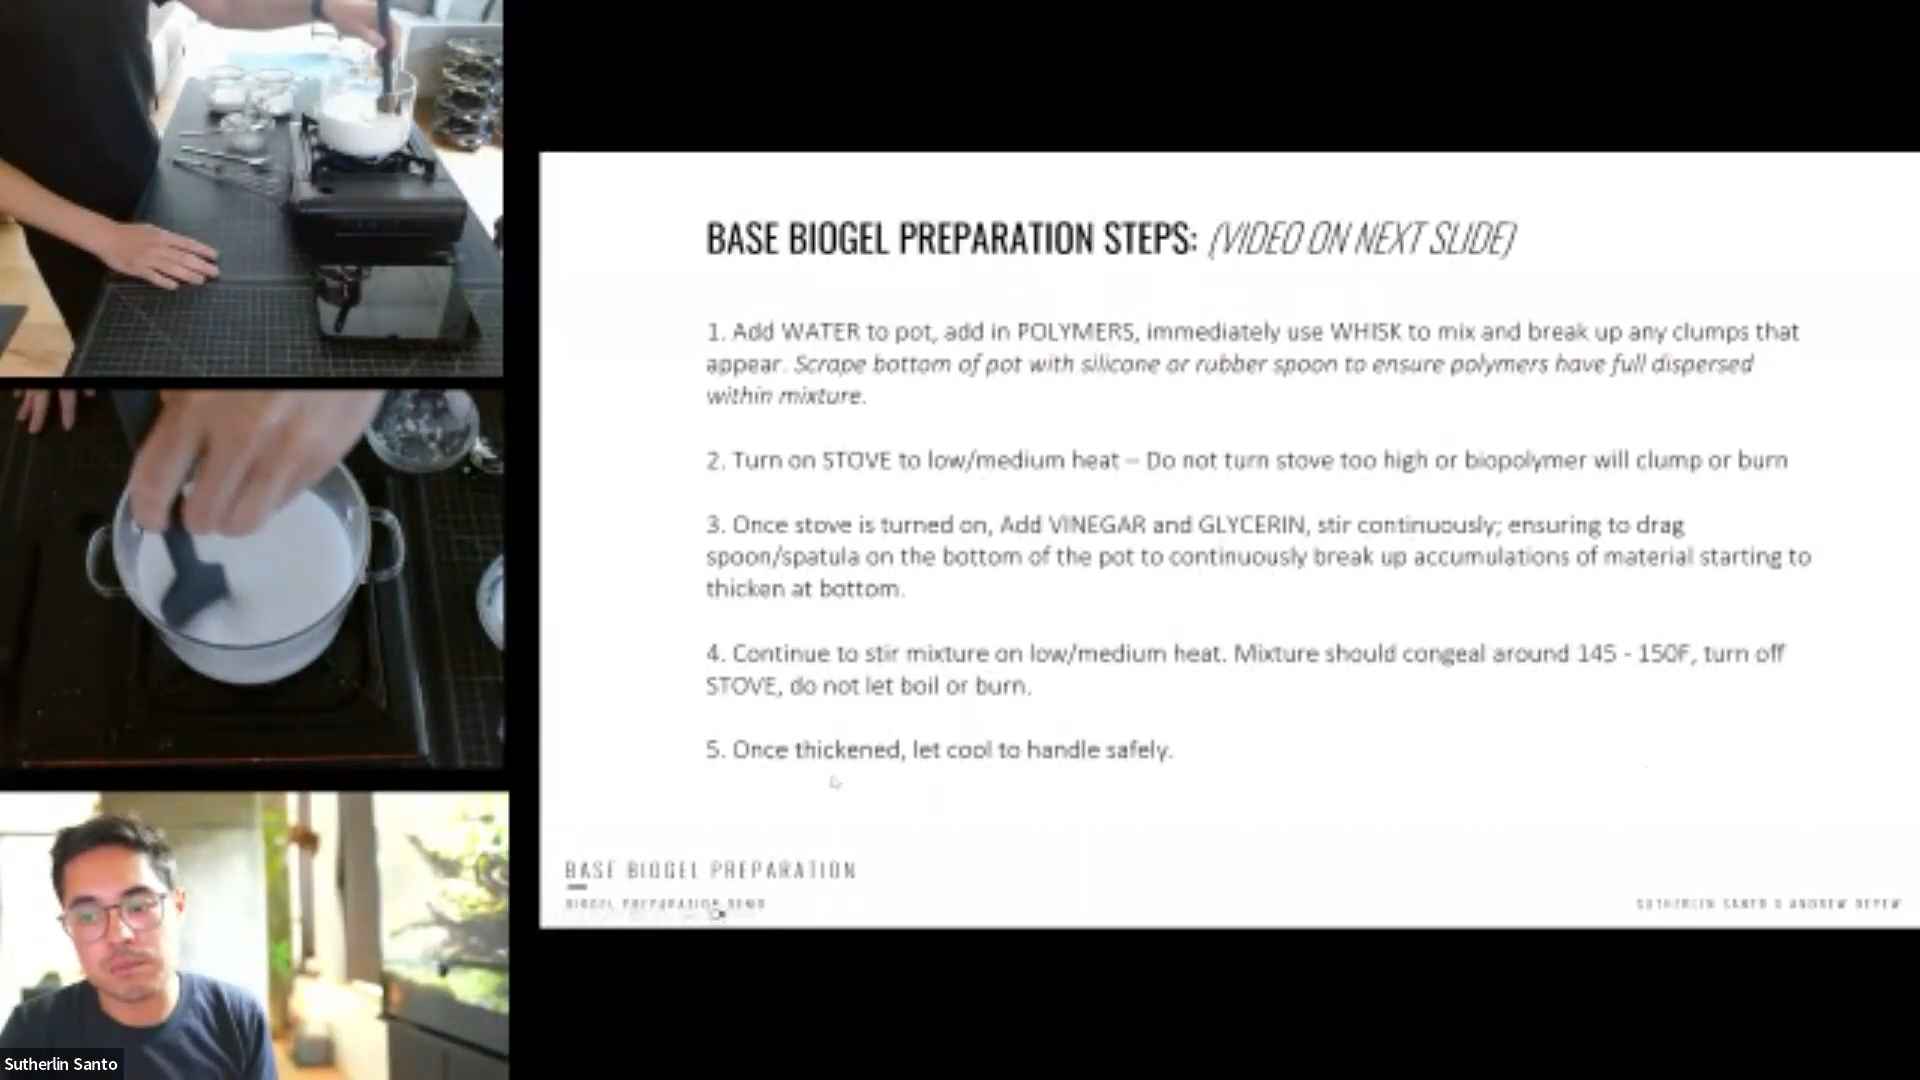 BASE BIOGEL PREPARATION STEPS: (VIDEO ON NEXT SLIDE)
1. Add WATER to pot, add in POLYMERS, immediately use WHISK to mix and break up any clumps that
appear. Scrape bottom of pot with silicone or rubber spoon to ensure polymers have full dispersed
within mixture.
2. Turn on STOVE to low/medium heat – Do not turn stove too high or biopolymer will clump or burn
3. Once stove is turned on, Add VINEGAR and GLYCERIN, stir continuously; ensuring to drag
spoon/spatula on the bottom of the pot to continuously break up accumulations of material starting to
thicken at bottom.
4. Continue to stir mixture on low/medium heat. Mixture should congeal around 145 - 150F, turn off
STOVE, do not let boil or burn.
5. Once thickened, let cool to handle safely.
BASE BIOGEL PREPARATION
BIOGEL PREPARATION DEMO
SUTHERLIN SANTO & ANDREW DEPEW
Sutherlin Santo